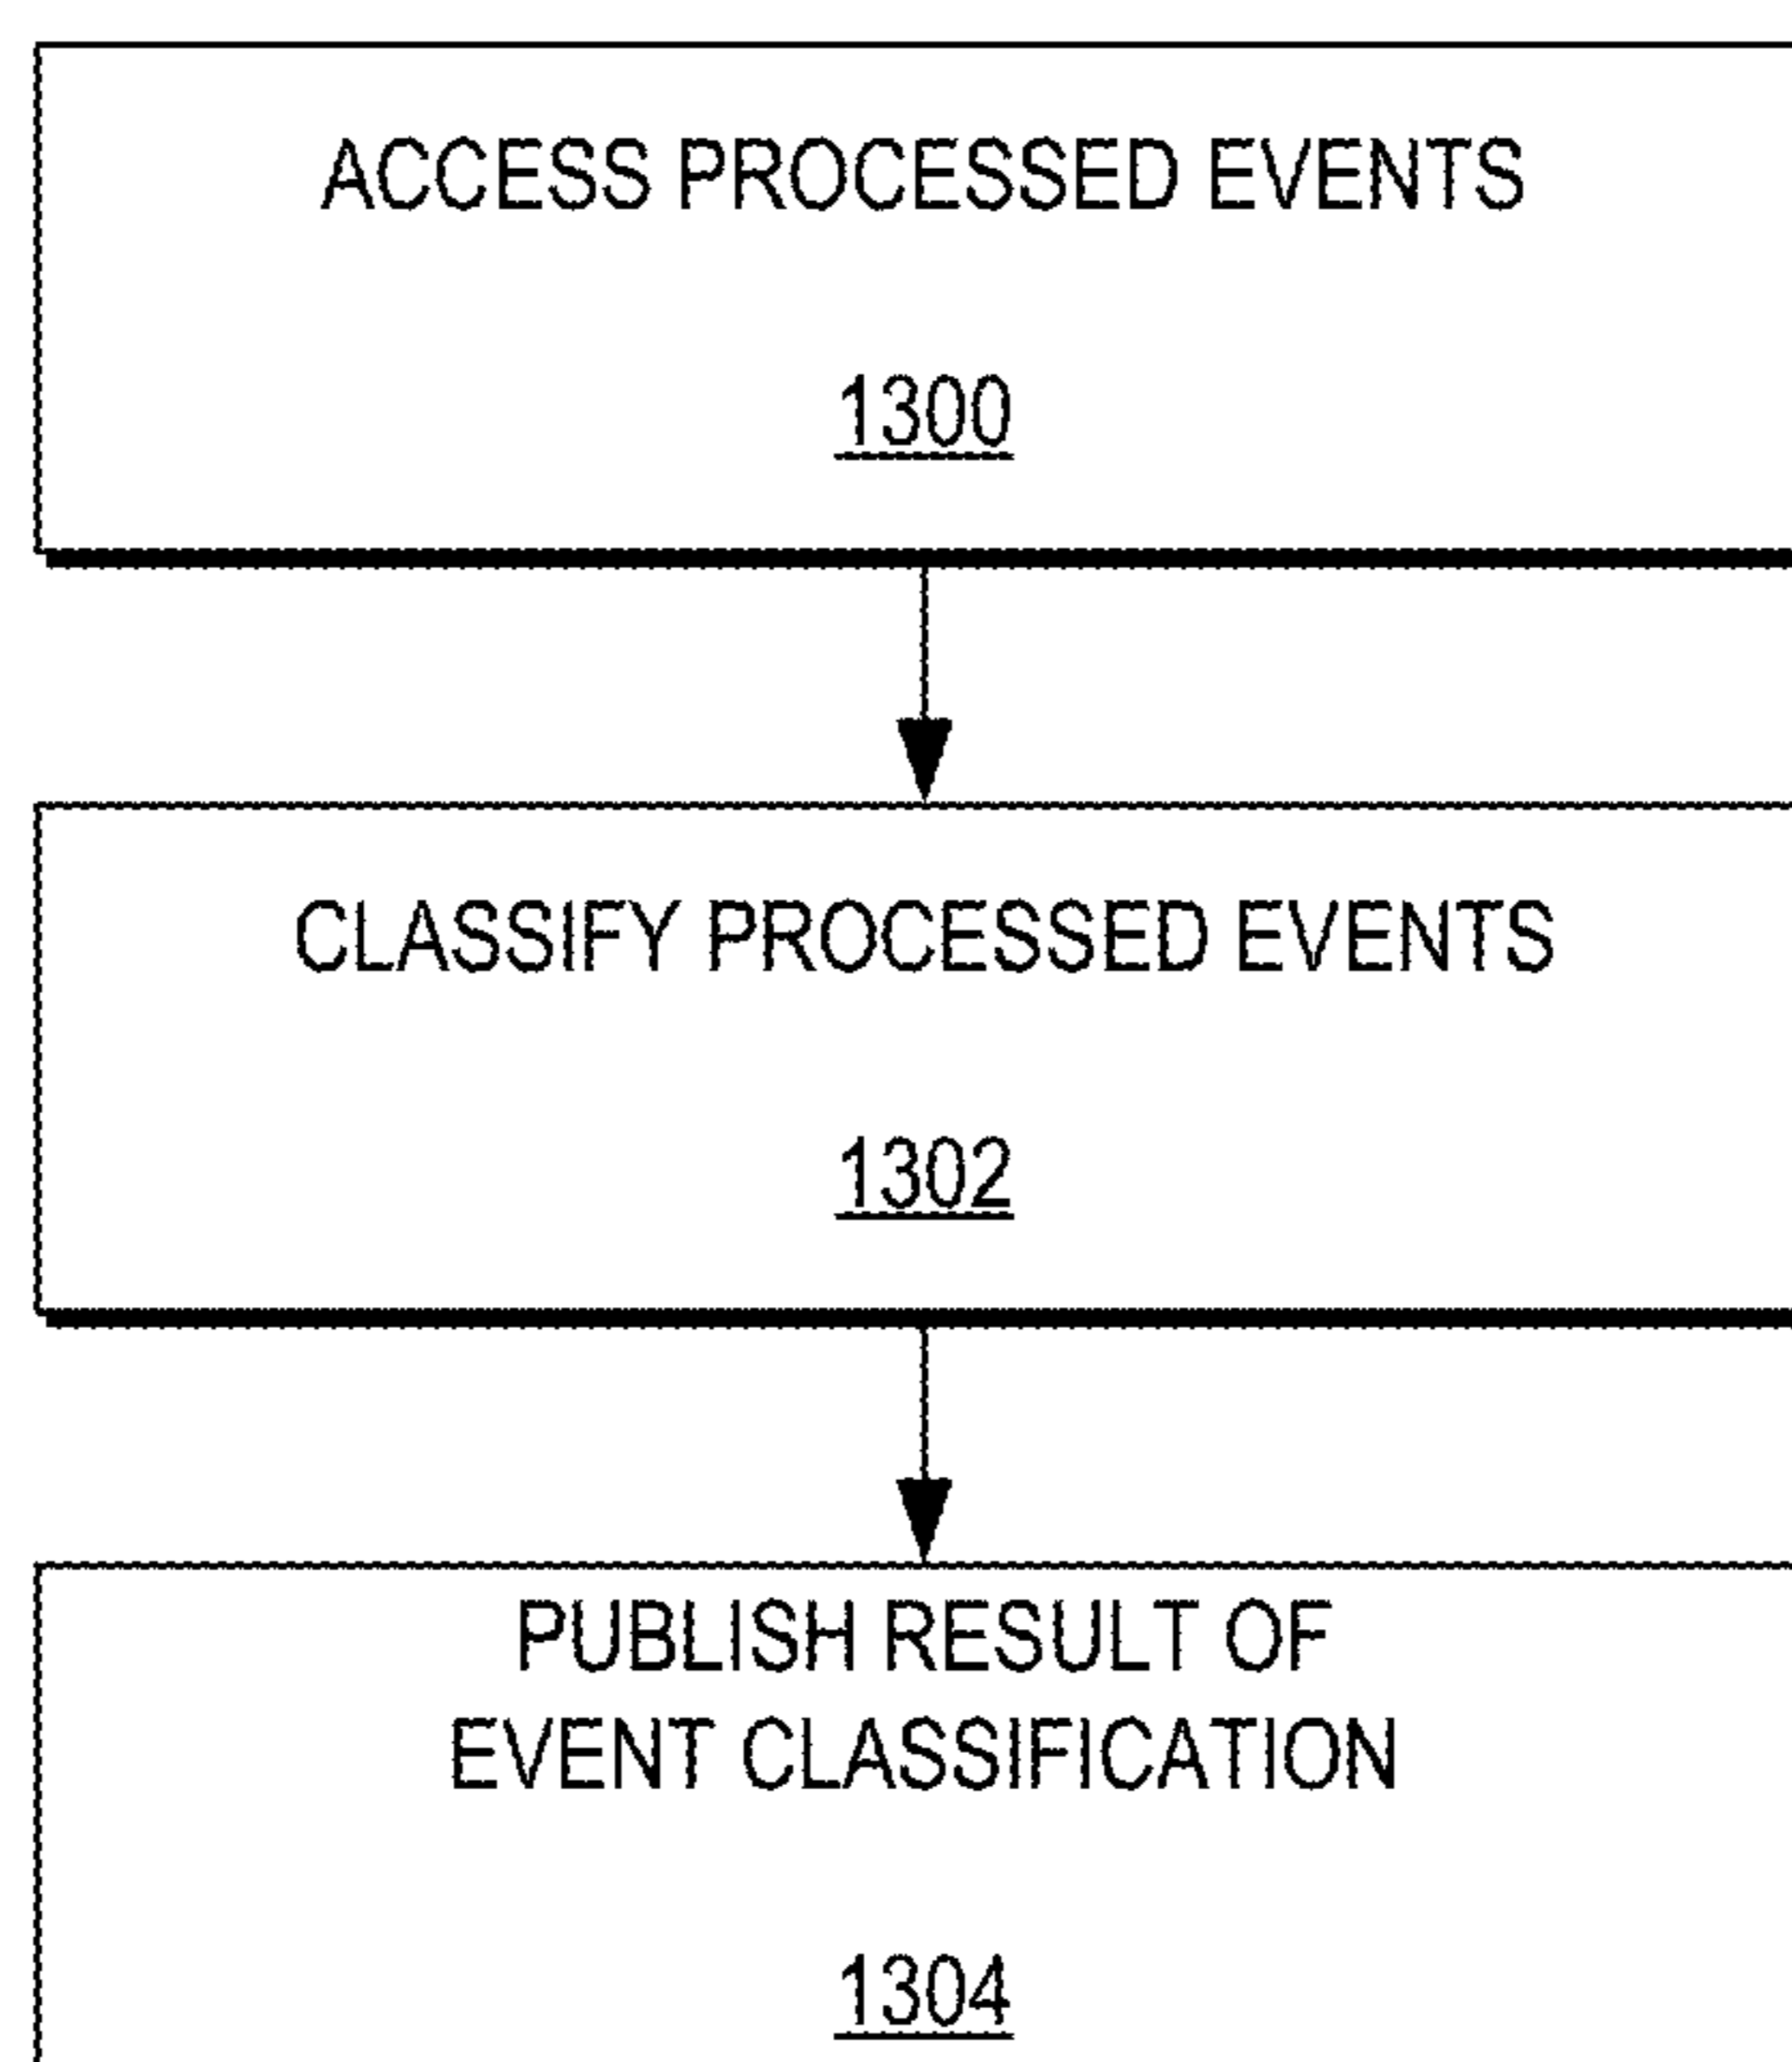 ACCESS PROCESSED EVENTS
1300
CLASSIFY PROCESSED EVENTS
1302
PUBLISH RESULT OF
EVENT CLASSIFICATION
1304